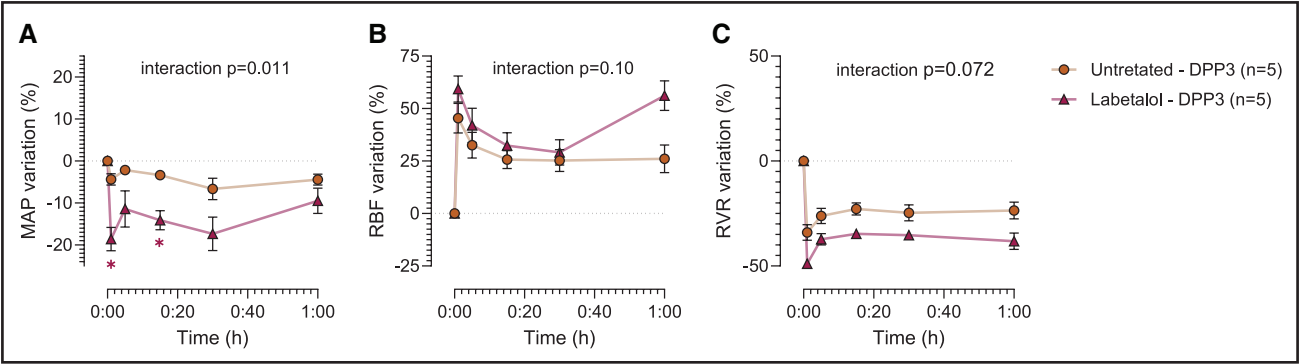 A
B
C
interaction p=0.011
interaction p=0.10
interaction p=0.072
Untretated - DPP3 (n=5)
Labetalol - DPP3 (n=5)
MAP variation (%)
20
10
0
-10
-20
*
*
0:00
0:20
0:40
1:00
Time (h)
RBF variation (%)
75
50
25
0
-25
0:00
0:20
0:40
1:00
Time (h)
RVR variation (%)
50
0
-50
0:00
0:20
0:40
1:00
Time (h)